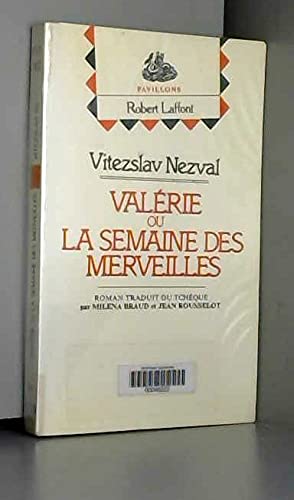 PAVILLONS
Robert Laffont
Vitezslav Nezval
VALÉRIE
OU
LA SEMAINE DES
MERVEILLES
ROMAN TRADUIT DU TCHÈQUE
par MILENA BRAUD et JEAN ROUSSELOT